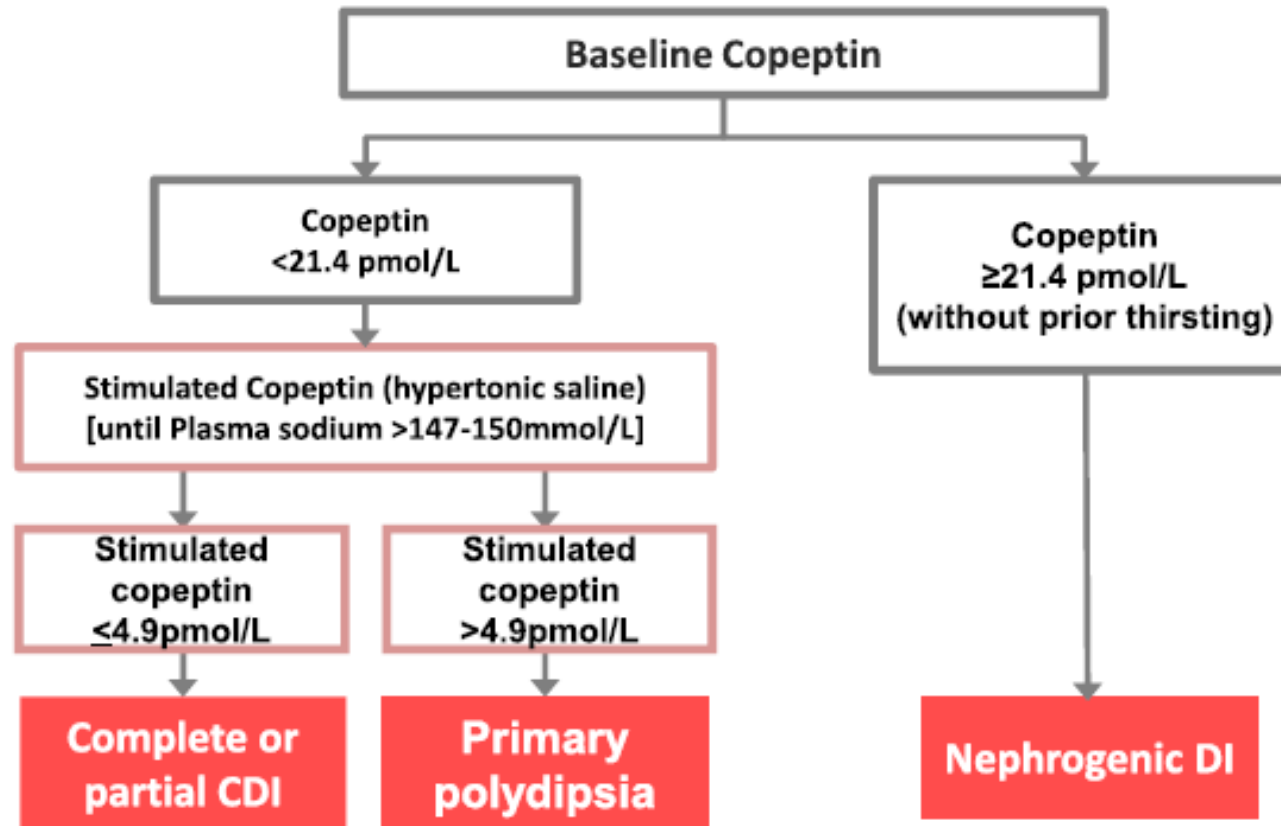 Baseline Copeptin
Copeptin
<21.4 pmol/L
Copeptin
≥21.4 pmol/L
(without prior thirsting)
Stimulated Copeptin (hypertonic saline)
[until Plasma sodium >147-150mmol/L]
Stimulated
copeptin
≤4.9pmol/L
Stimulated
copeptin
>4.9pmol/L
Complete or
partial CDI
Primary
polydipsia
Nephrogenic DI